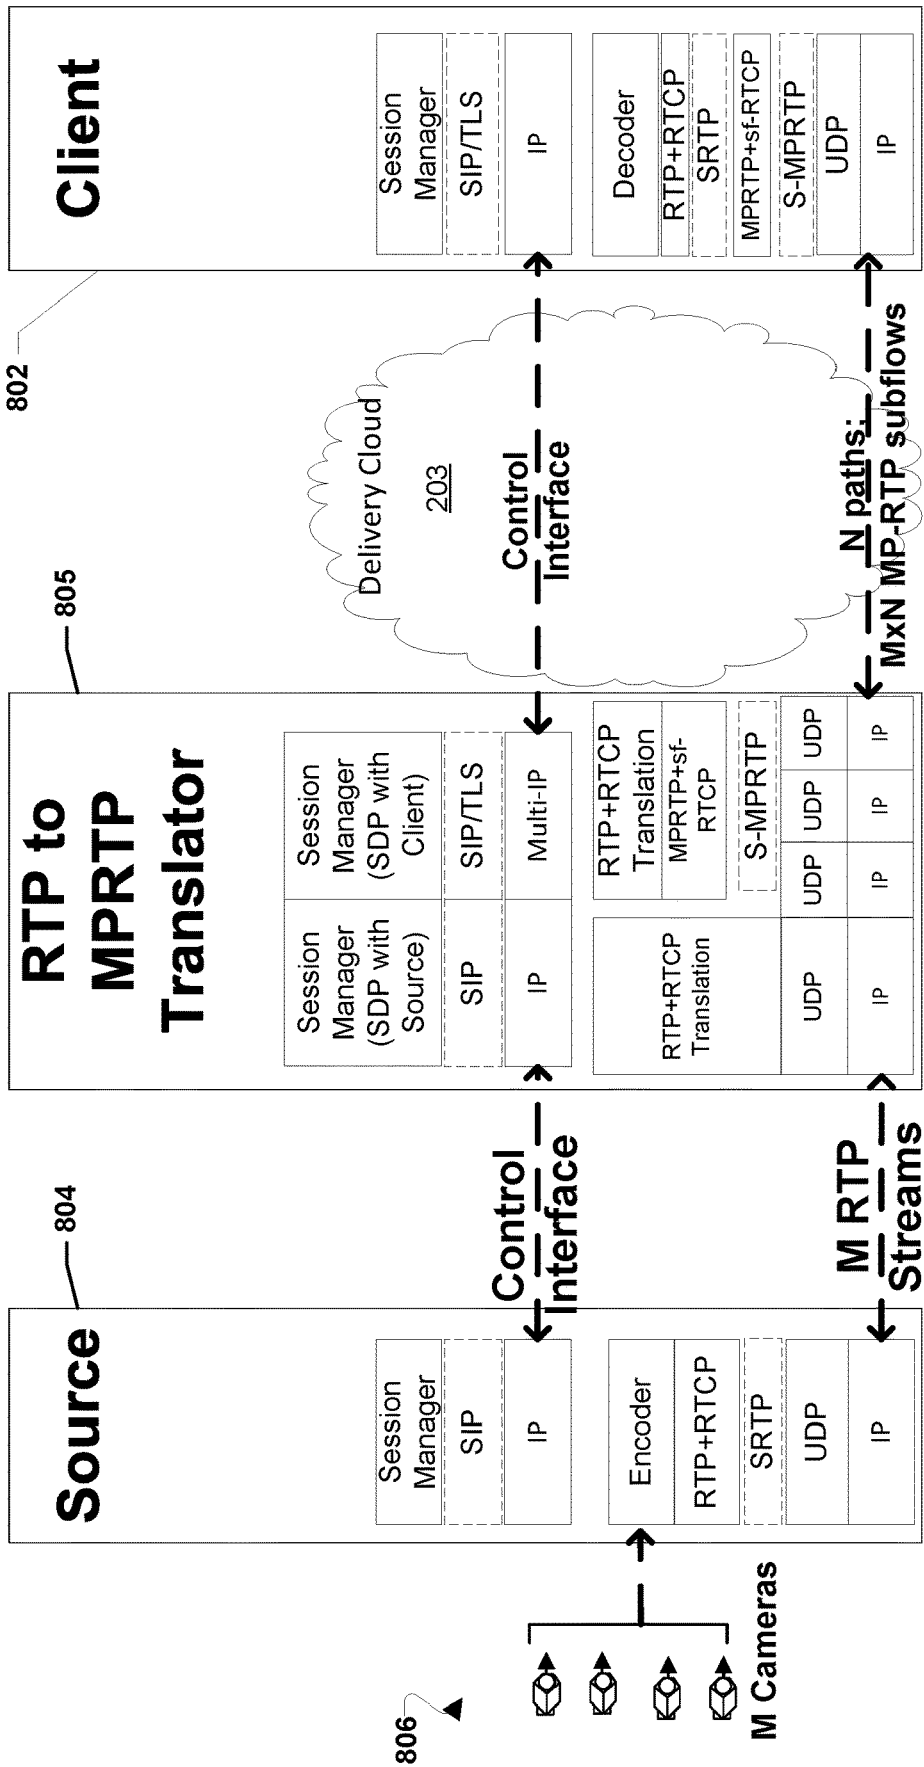 806
M Cameras
Source
804
Session
Manager
SIP
IP
Encoder
RTP+RTCP
SRTP
UDP
IP
Control
Interface
M RTP
Streams
RTP to
MPRTP
Translator
805
Session
Manager
(SDP with
Source)
Session
Manager
(SDP with
Client)
SIP
SIP/TLS
IP
Multi-IP
RTP+RTCP
Translation
RTP+RTCP
Translation
MPRTP+sf-
RTCP
S-MPRTP
UDP
UDP
UDP
UDP
IP
IP
IP
IP
Delivery Cloud
203
Control
Interface
N paths;
MxN MP-RTP subflows
802
Client
Session
Manager
SIP/TLS
IP
Decoder
RTP+RTCP
SRTP
MPRTP+sf-RTCP
S-MPRTP
UDP
IP